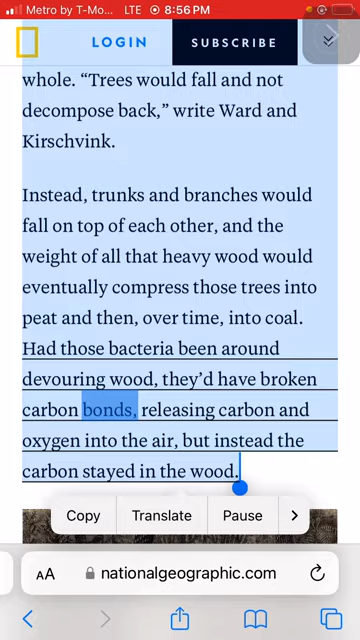 Metro by T-Mo... LTE 8:56 PM
LOGIN SUBSCRIBE
whole. “Trees would fall and not
decompose back,” write Ward and
Kirschvink.
Instead, trunks and branches would
fall on top of each other, and the
weight of all that heavy wood would
eventually compress those trees into
peat and then, over time, into coal.
Had those bacteria been around
devouring wood, they’d have broken
carbon bonds, releasing carbon and
oxygen into the air, but instead the
carbon stayed in the wood.
Copy Translate Pause
AA nationalgeographic.com